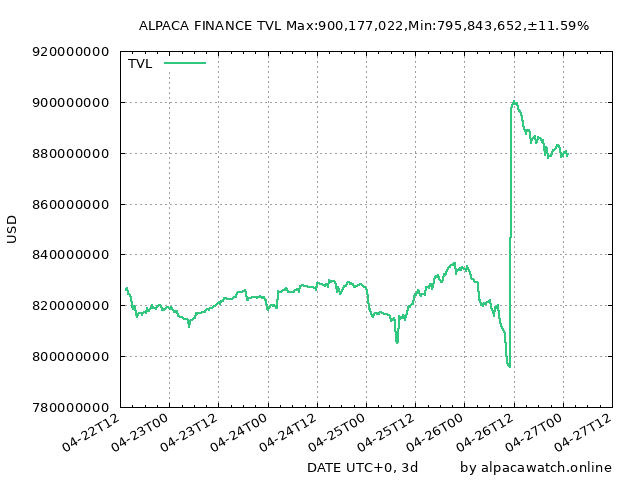 ALPACA FINANCE TVL Max:900,177,022,Min:795,843,652,±11.59%
TVL
920000000
900000000
880000000
860000000
840000000
820000000
800000000
780000000
USD
04-22T12
04-23T00
04-23T12
04-24T00
04-24T12
04-25T00
04-25T12
04-26T00
04-26T12
04-27T00
04-27T12
DATE UTC+0, 3d
by alpacawatch.online